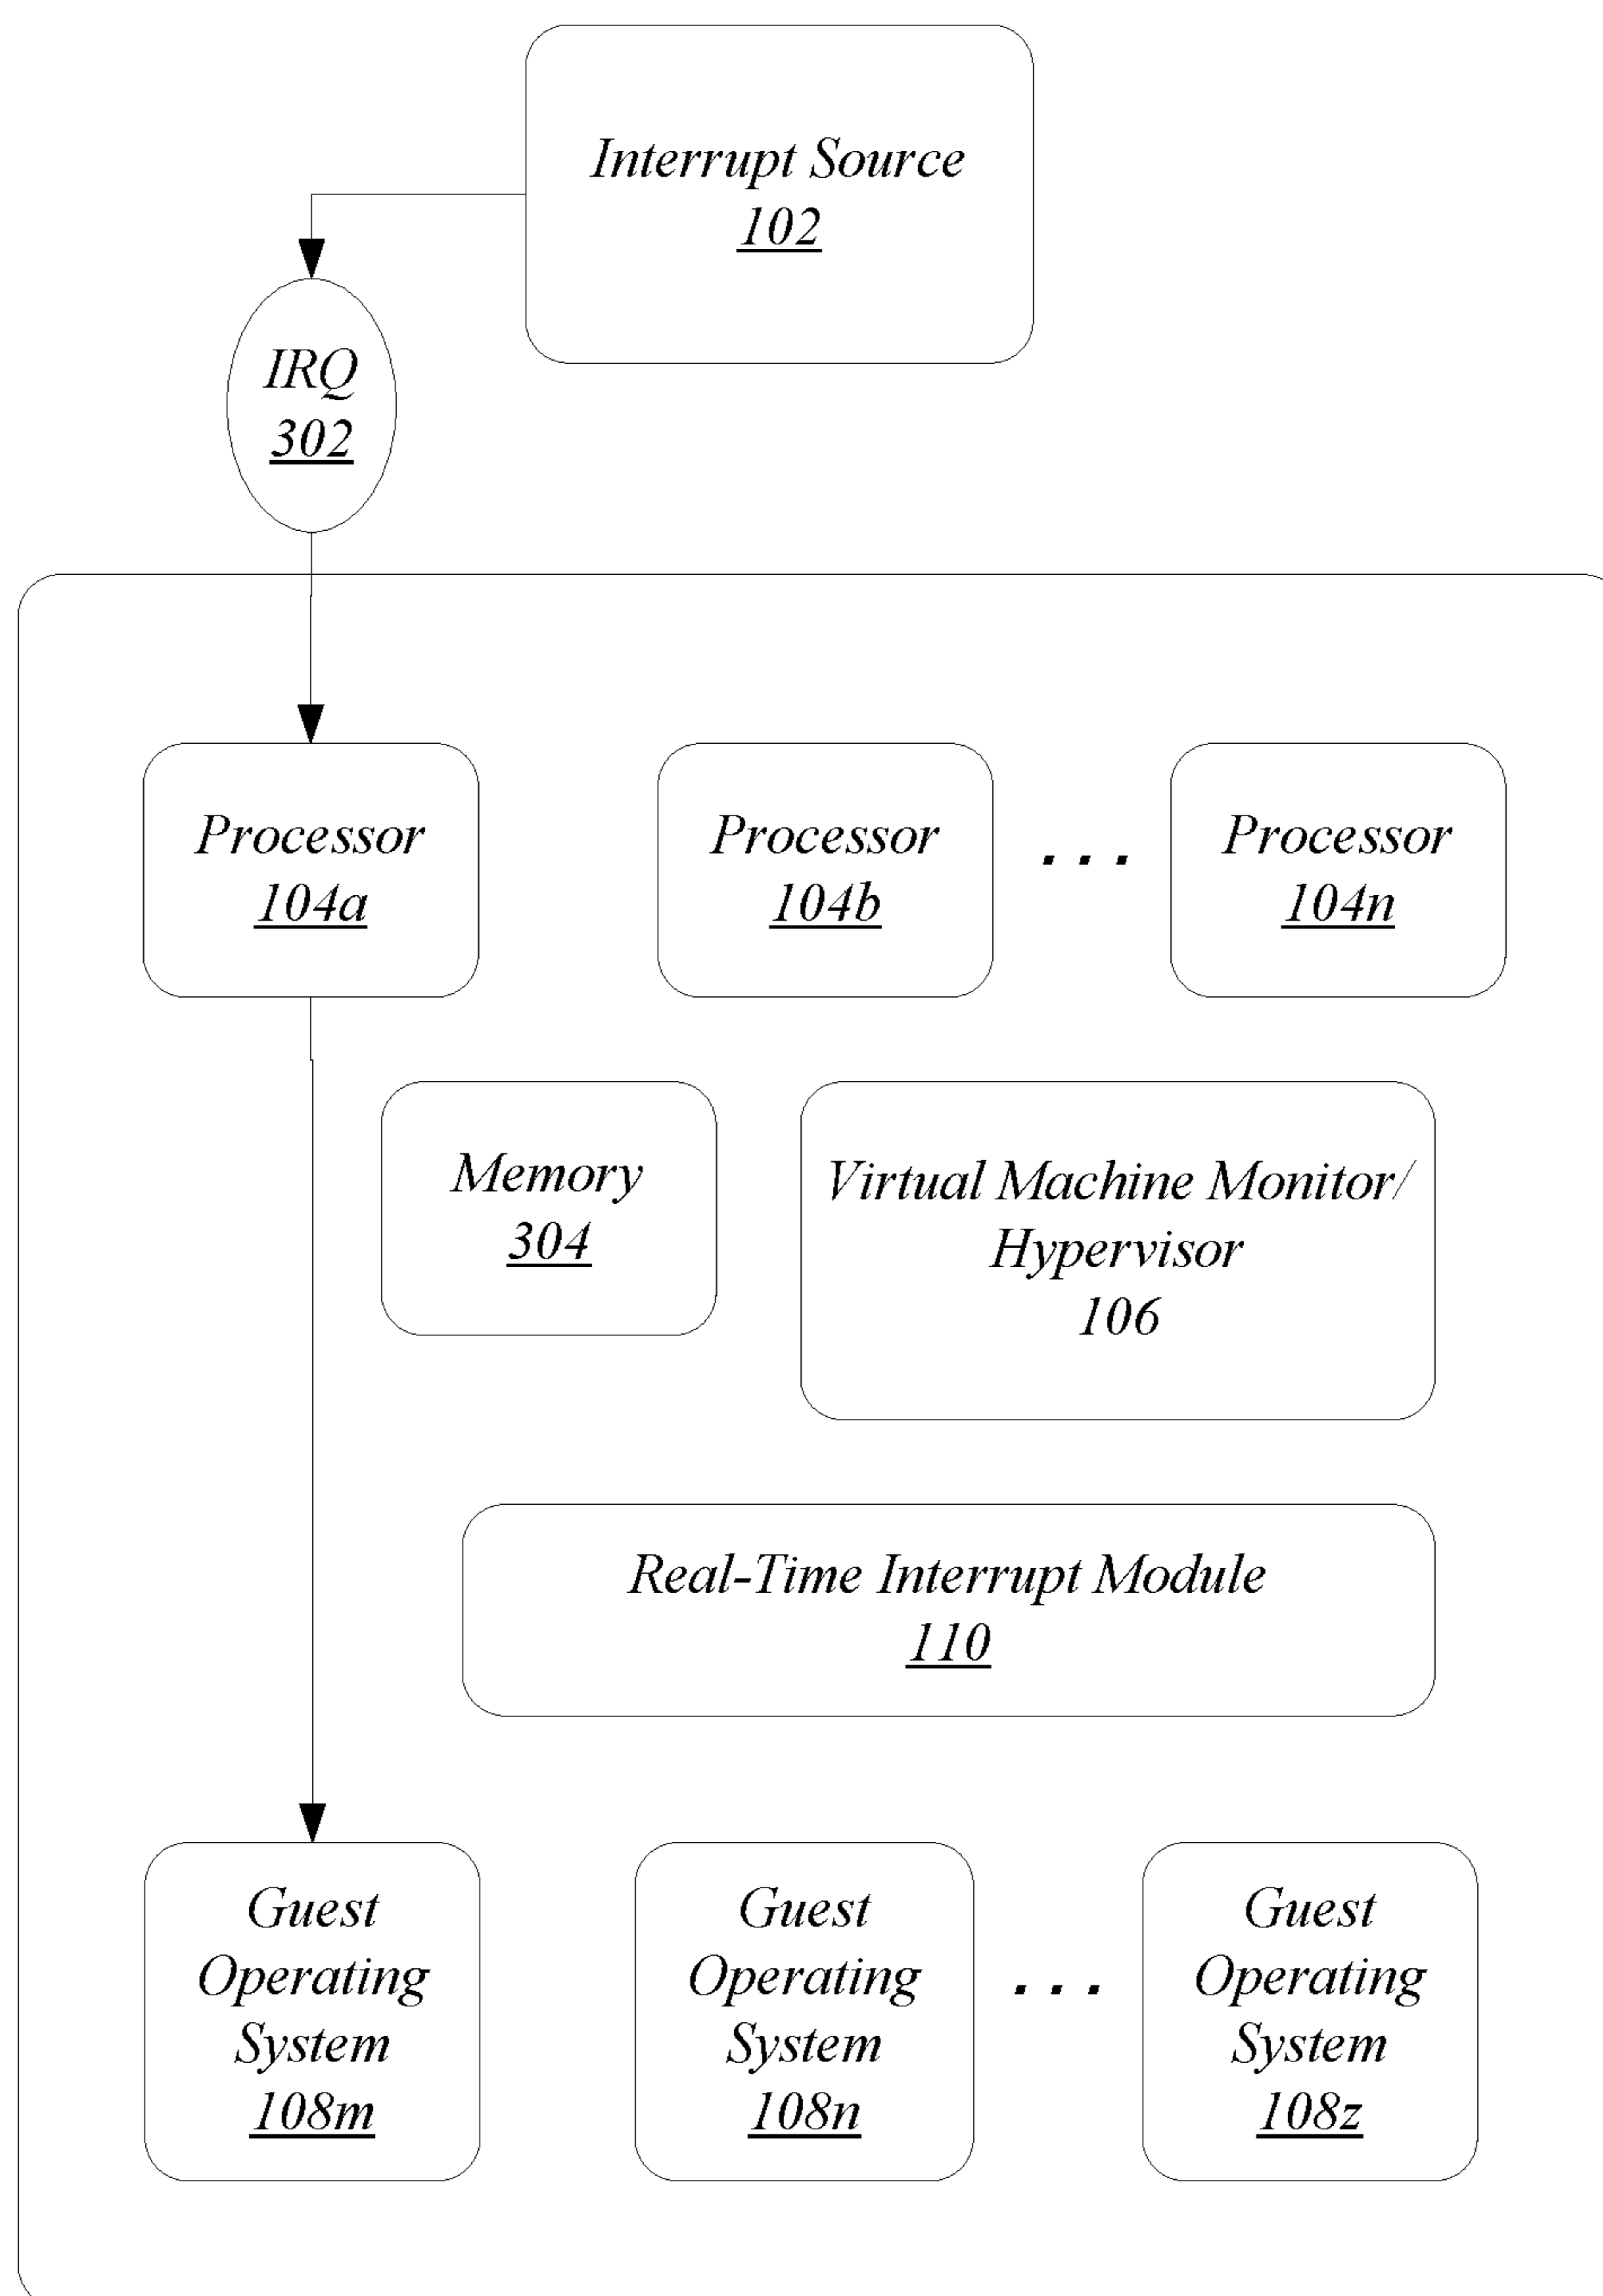 Interrupt Source
102
IRQ
302
Processor
104a
Processor
104b
. . .
Processor
104n
Memory
304
Virtual Machine Monitor/
Hypervisor
106
Real-Time Interrupt Module
110
Guest
Operating
System
108m
Guest
Operating
System
108n
. . .
Guest
Operating
System
108z